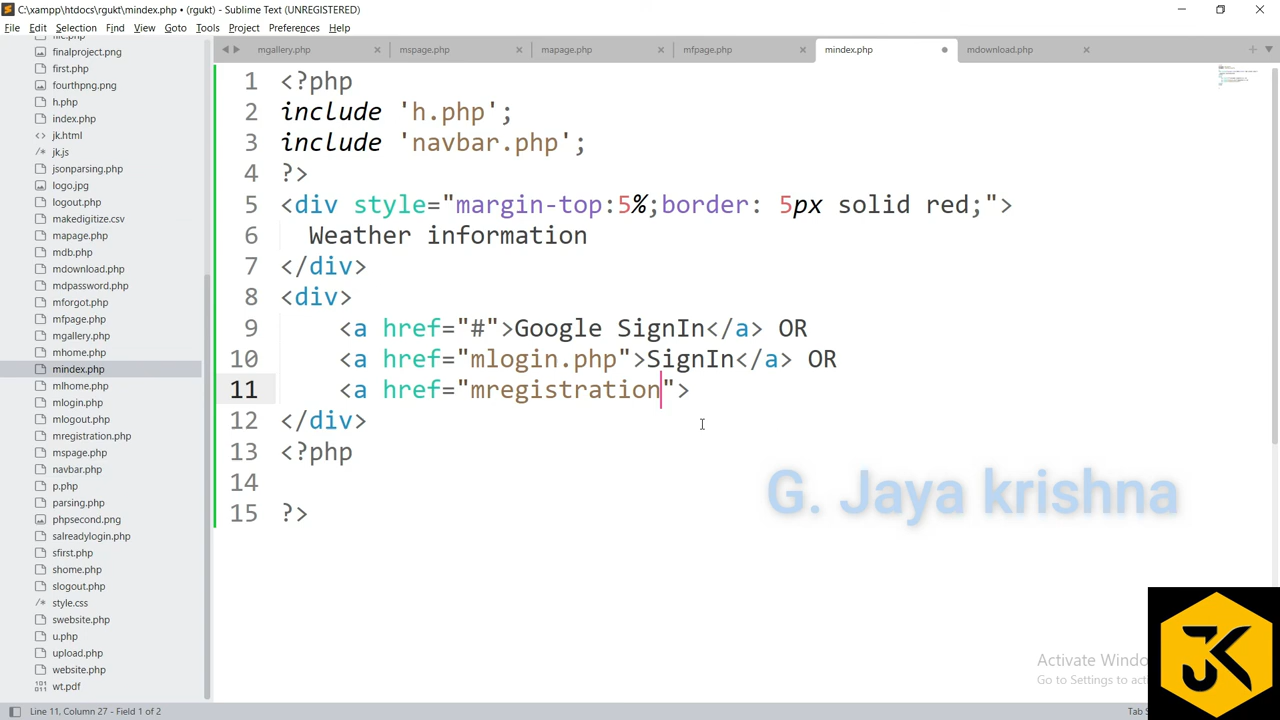 C:\xampp\htdocs\rgukt\mindex.php • (rgukt) - Sublime Text (UNREGISTERED)
File Edit Selection Find View Goto Tools Project Preferences Help
mgallery.php mspage.php mapage.php mfpage.php mindex.php mdownload.php
finalproject.png
first.php
fourthpng.png
h.php
index.php
jk.html
jk.js
jsonparsing.php
logo.jpg
logout.php
makedigitize.csv
mapage.php
mdb.php
mdownload.php
mdpassword.php
mforgot.php
mfpage.php
mgallery.php
mhome.php
mindex.php
mlhome.php
mlogin.php
mlogout.php
mregistration.php
mspage.php
navbar.php
p.php
parsing.php
phpsecond.png
salreadylogin.php
sfirst.php
shome.php
slogout.php
style.css
swebsite.php
u.php
upload.php
website.php
wt.pdf
1 <?php
2 include 'h.php';
3 include 'navbar.php';
4 ?>
5 <div style="margin-top:5%;border: 5px solid red;">
6 Weather information
7 </div>
8 <div>
9 <a href="#">Google SignIn</a> OR
10 <a href="mlogin.php">SignIn</a> OR
11 <a href="mregistration">
12 </div>
13 <?php
14
15 ?>
G. Jaya krishna
JK
Activate Windo
Go to Settings to act
Line 11, Column 27 - Field 1 of 2
Tab S